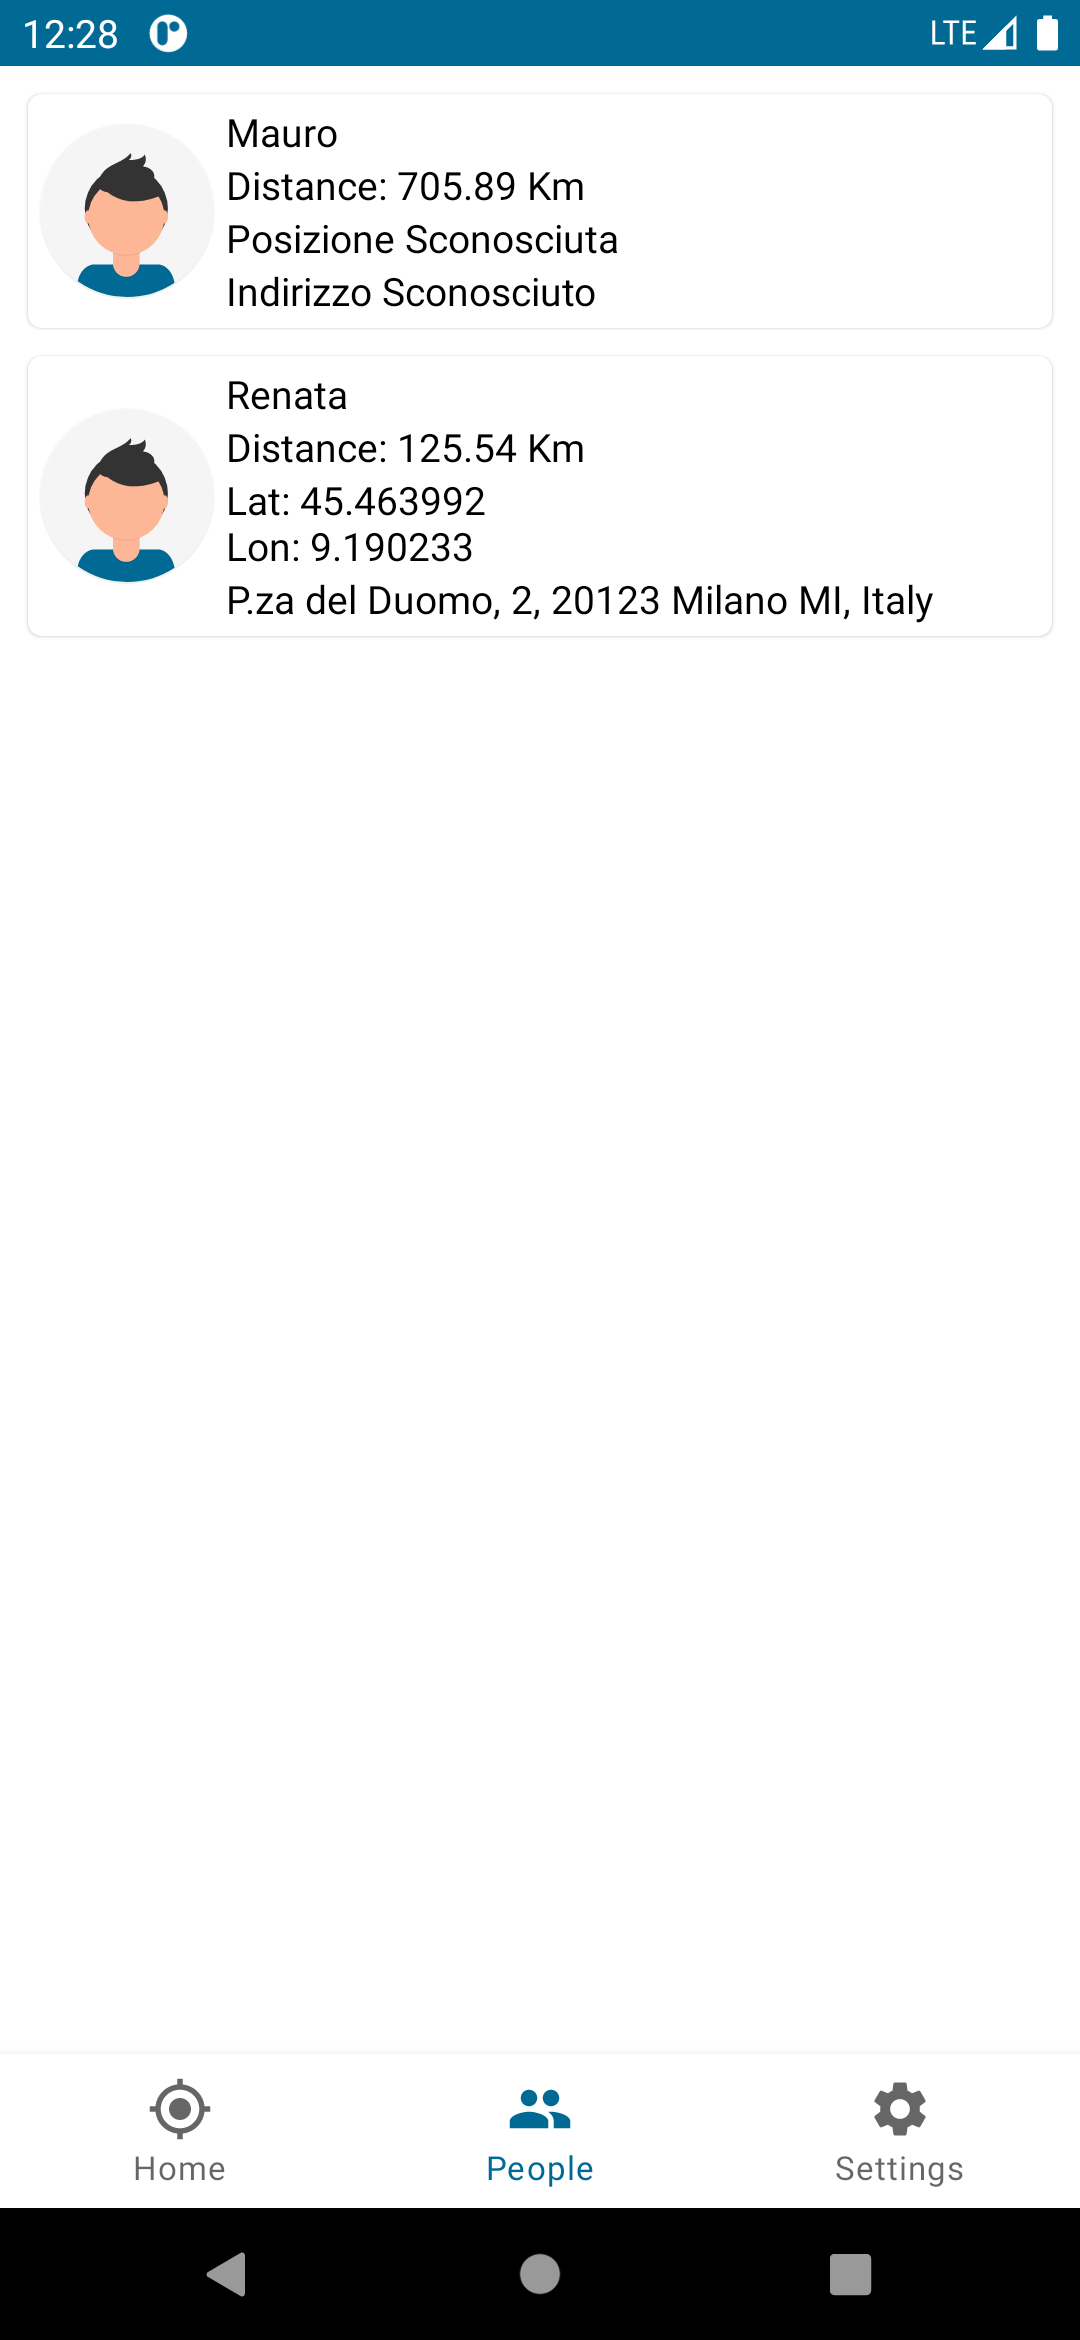 12:28
LTE
Mauro
Distance: 705.89 Km
Posizione Sconosciuta
Indirizzo Sconosciuto
Renata
Distance: 125.54 Km
Lat: 45.463992
Lon: 9.190233
P.za del Duomo, 2, 20123 Milano MI, Italy
Home
People
Settings